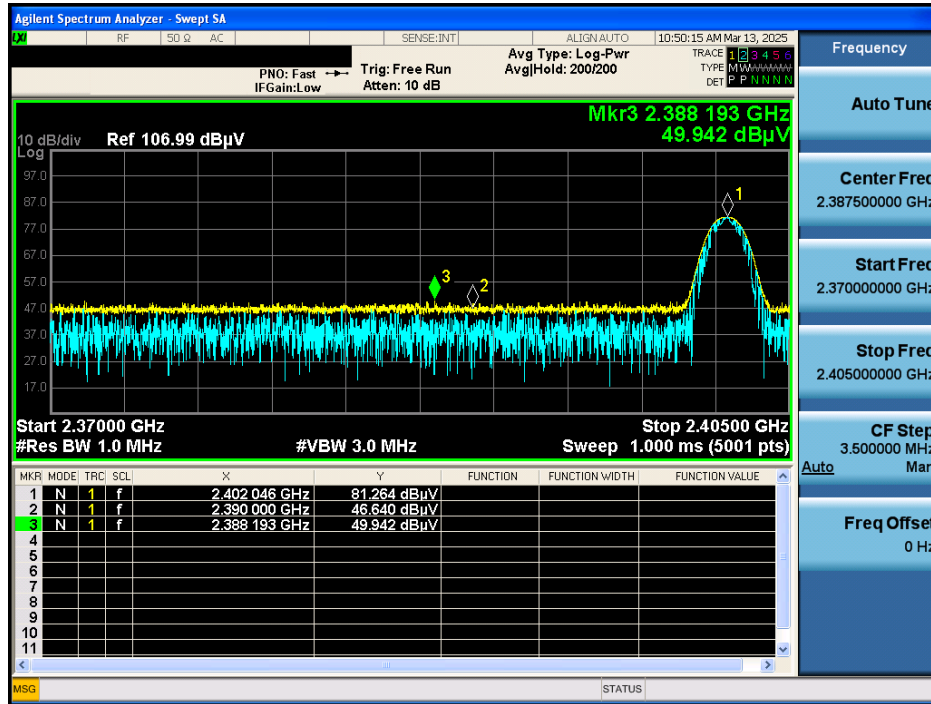 Agilent Spectrum Analyzer - Swept SA
LXI RF 50 Ω AC SENSE:INT ALIGN AUTO 10:50:15 AM Mar 13, 2025
Frequency
Avg Type: Log-Pwr TRACE 1 2 3 4 5 6
PNO: Fast Trig: Free Run Avg|Hold: 200/200 TYPE M WWWWW
IFGain:Low Atten: 10 dB DET P P N N N N
Auto Tune
Mkr3 2.388 193 GHz
49.942 dBµV
10 dB/div Ref 106.99 dBµV
Log
97.0
87.0
77.0
67.0
57.0
47.0
37.0
27.0
17.0
1
3
2
Center Freq
2.387500000 GHz
Start Freq
2.370000000 GHz
Stop Freq
2.405000000 GHz
Start 2.37000 GHz Stop 2.40500 GHz
#Res BW 1.0 MHz #VBW 3.0 MHz Sweep 1.000 ms (5001 pts)
CF Step
3.500000 MHz
Auto Man
MKR MODE TRC SCL X Y FUNCTION FUNCTION WIDTH FUNCTION VALUE
1 N 1 f 2.402 046 GHz 81.264 dBµV
2 N 1 f 2.390 000 GHz 46.640 dBµV
3 N 1 f 2.388 193 GHz 49.942 dBµV
4
5
6
7
8
9
10
11
Freq Offset
0 Hz
MSG STATUS